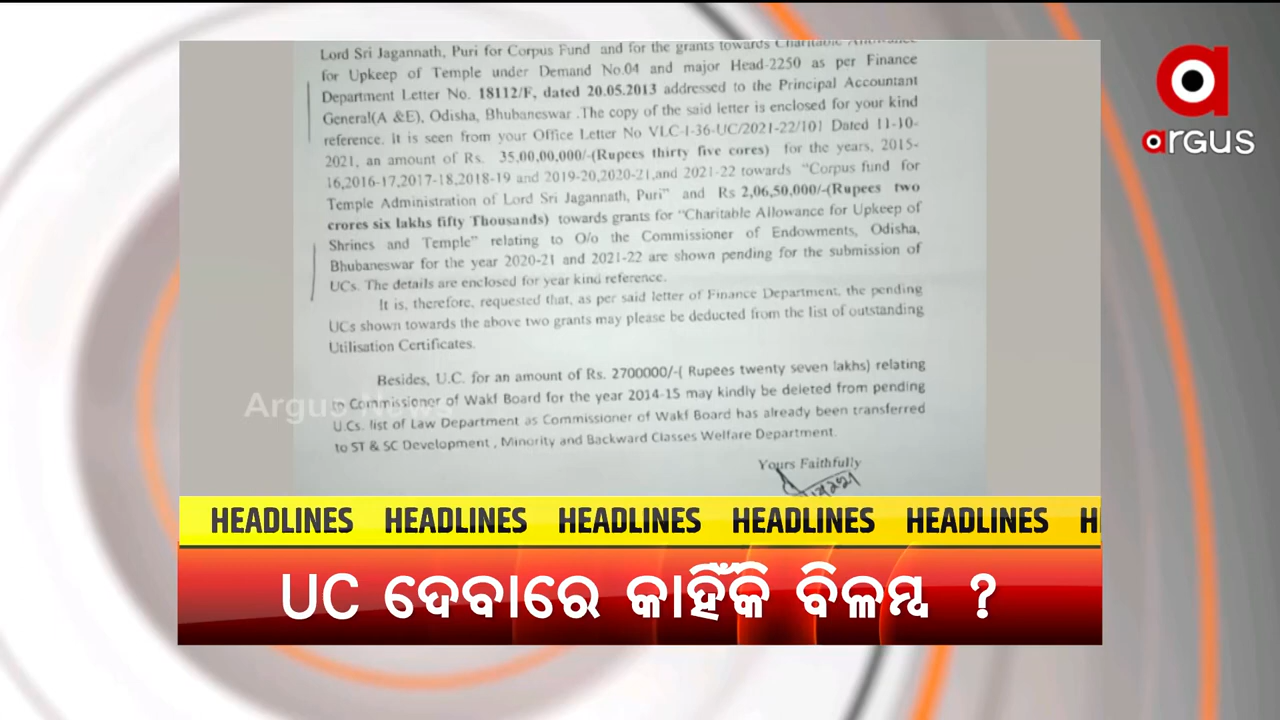 Lord Sri Jagannath, Puri for Corpus Fund and for the grants towards Charitable Allowance
for Upkeep of Temple under Demand No.04 and major Head-2250 as per Finance
Department Letter No. 18112/F, dated 20.05.2013 addressed to the Principal Accountant
General(A &E), Odisha, Bhubaneswar .The copy of the said letter is enclosed for your kind
reference. it is seen from your Office Letter No VLC-I-36-UC/2021-22/101 Dated 11-10-
2021, an amount of Rs. 35,00,00,000/-(Rupees thirty five cores) for the years, 2015-
16,2016-17,2017-18,2018-19 and 2019-20,2020-21,and 2021-22 towards "Corpus fund for
Temple Administration of Lord Sri Jagannath, Puri" and Rs 2,06,50,000/-(Rupees two
crores six lakhs fifty Thousands) towards grants for "Charitable Allowance for Upkeep of
Shrines and Temple" relating to O/o the Commissioner of Endowments, Odisha,
Bhubaneswar for the year 2020-21 and 2021-22 are shown pending for the submission of
UCs. The details are enclosed for year kind reference.
It is, therefore, requested that, as per said letter of Finance Department, the pending
UCs shown towards the above two grants may please be deducted from the list of outstanding
Utilisation Certificates.
Besides, U.C. for an amount of Rs. 2700000/-( Rupees twenty seven lakhs) relating
to Commissioner of Wakf Board for the year 2014-15 may kindly be deleted from pending
U.Cs. list of Law Department as Commissioner of Wakf Board has already been transferred
to ST & SC Development , Minority and Backward Classes Welfare Department.
Yours Faithfully
Argus News
argus
HEADLINES HEADLINES HEADLINES HEADLINES HEADLINES H
UC ଦେବାରେ କାହିଁକି ବିଳମ୍ବ ?